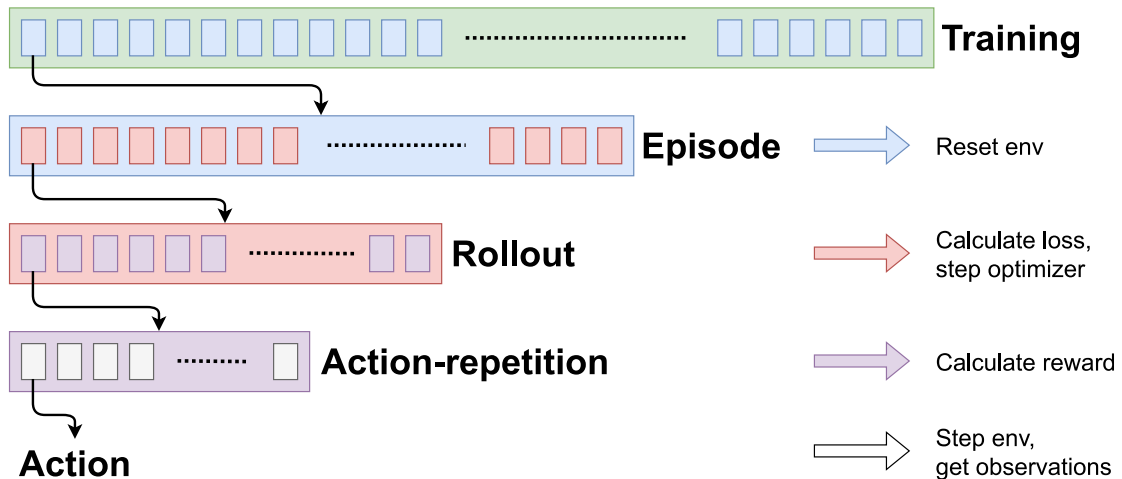 Training
Episode
Reset env
Rollout
Calculate loss,
step optimizer
Action-repetition
Calculate reward
Action
Step env,
get observations